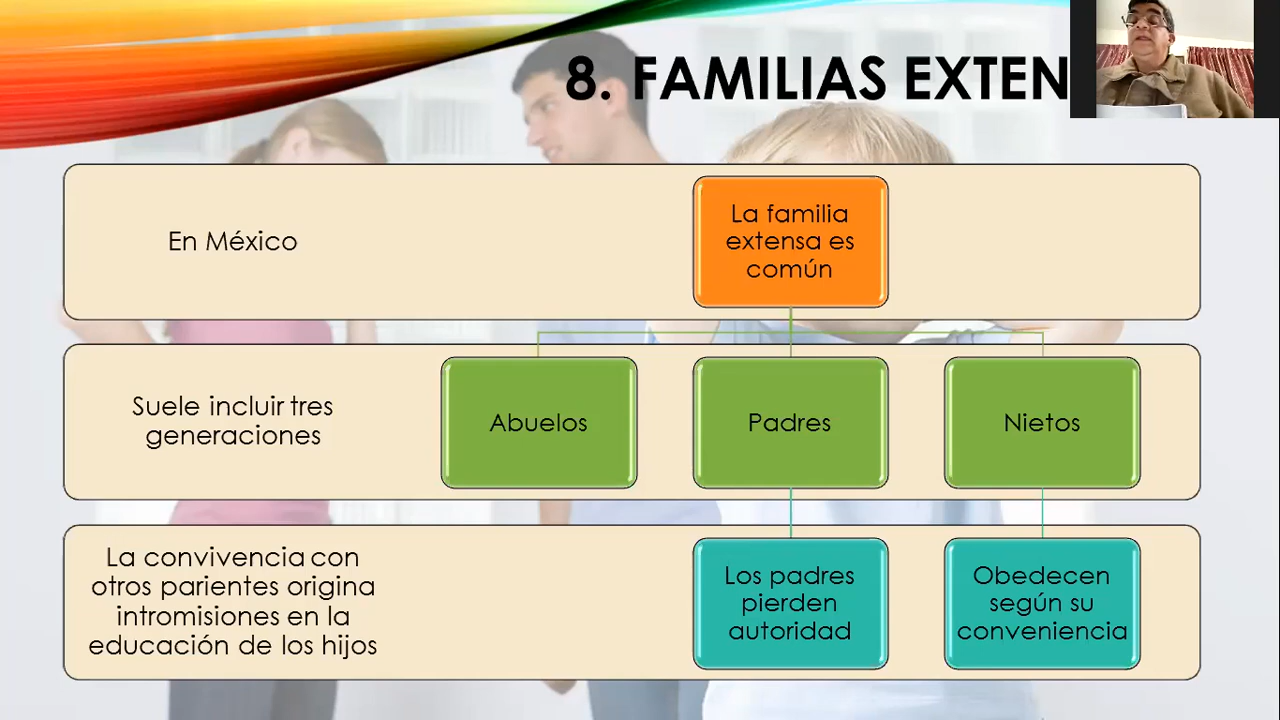 8. FAMILIAS EXTEN
En México
La familia
extensa es
común
Suele incluir tres
generaciones
Abuelos
Padres
Nietos
La convivencia con
otros parientes origina
intromisiones en la
educación de los hijos
Los padres
pierden
autoridad
Obedecen
según su
conveniencia